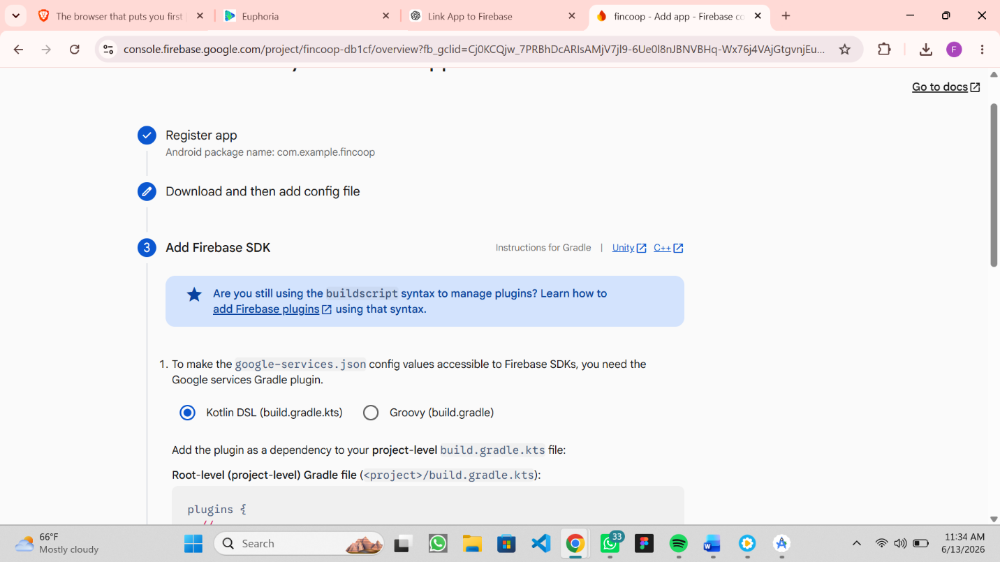 The browser that puts you first
Euphoria
Link App to Firebase
fincoop - Add app - Firebase co
console.firebase.google.com/project/fincoop-db1cf/overview?fb_gclid=Cj0KCQjw_7PRBhDcARIsAMjV7jl9-6Ue0l8nJBNVBHq-Wx76j4VAjGtgvnjEu...
F
Go to docs
Register app
Android package name: com.example.fincoop
Download and then add config file
3
Add Firebase SDK
Instructions for Gradle | Unity C++
Are you still using the buildscript syntax to manage plugins? Learn how to
add Firebase plugins using that syntax.
1. To make the google-services.json config values accessible to Firebase SDKs, you need the
Google services Gradle plugin.
Kotlin DSL (build.gradle.kts) Groovy (build.gradle)
Add the plugin as a dependency to your project-level build.gradle.kts file:
Root-level (project-level) Gradle file (<project>/build.gradle.kts):
plugins {
//
66°F
Mostly cloudy
Search
33
11:34 AM
6/13/2026